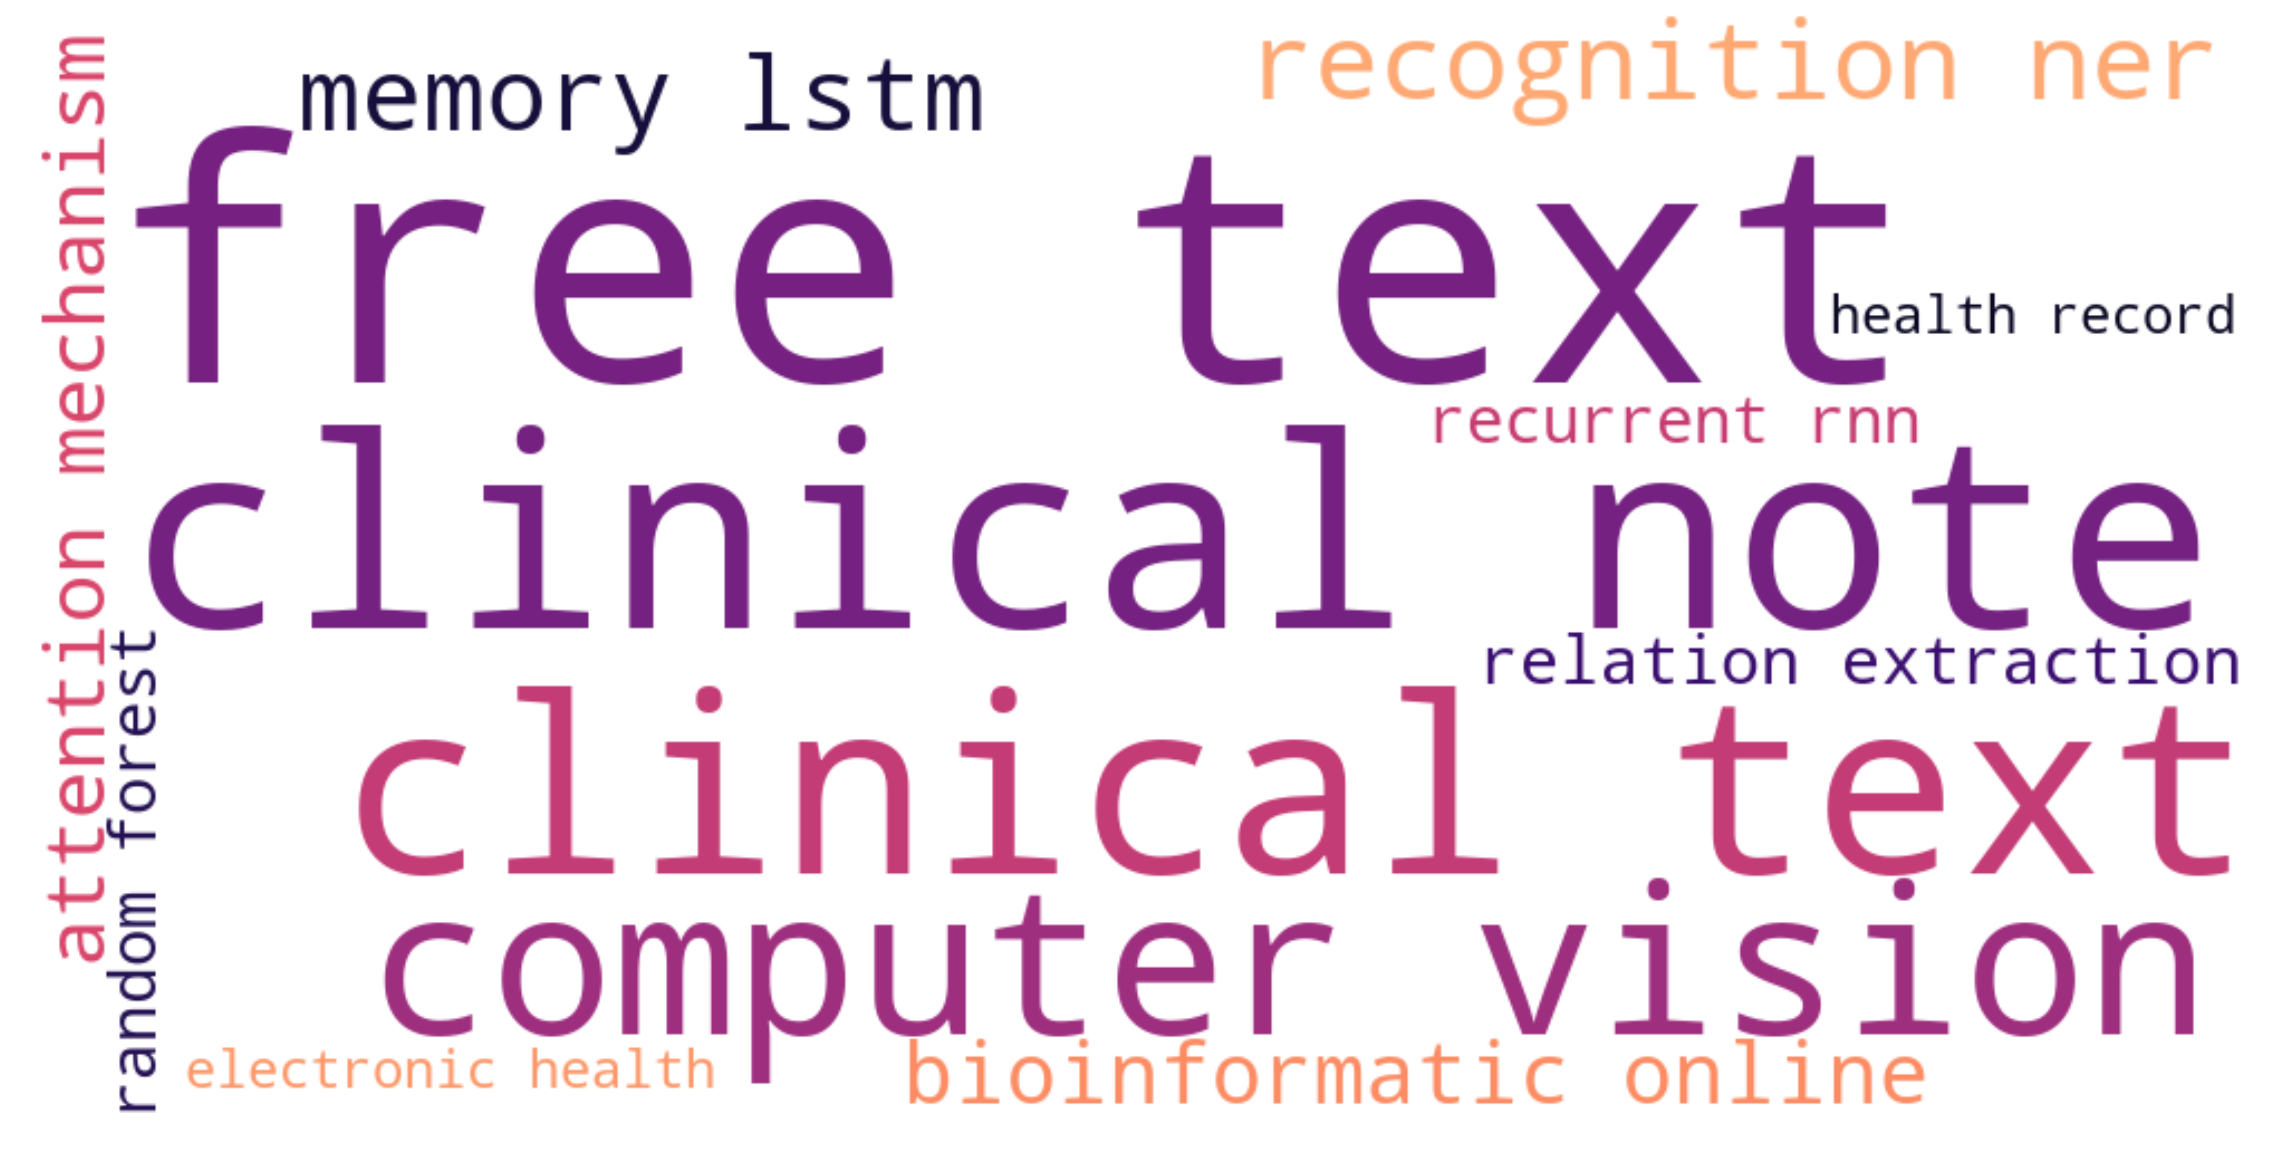 attention mechanism
memory lstm
recognition ner
free text
health record
recurrent rnn
clinical note
random forest
relation extraction
clinical text
computer vision
electronic health
bioinformatic online